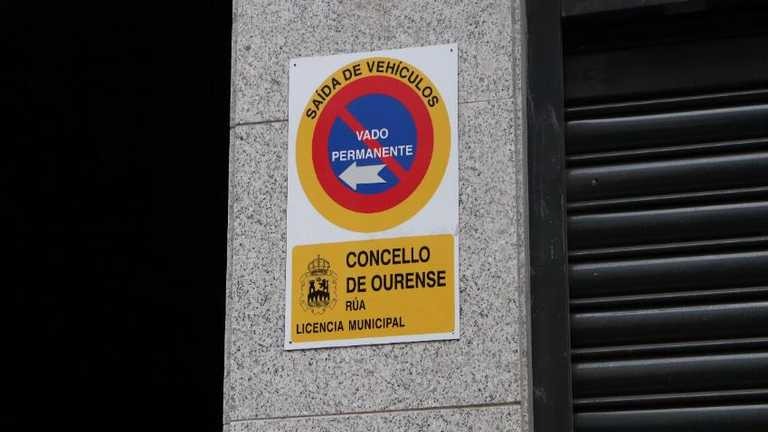 SAÍDA DE VEHÍCULOS
VADO
PERMANENTE
CONCELLO
DE OURENSE
RÚA
LICENCIA MUNICIPAL